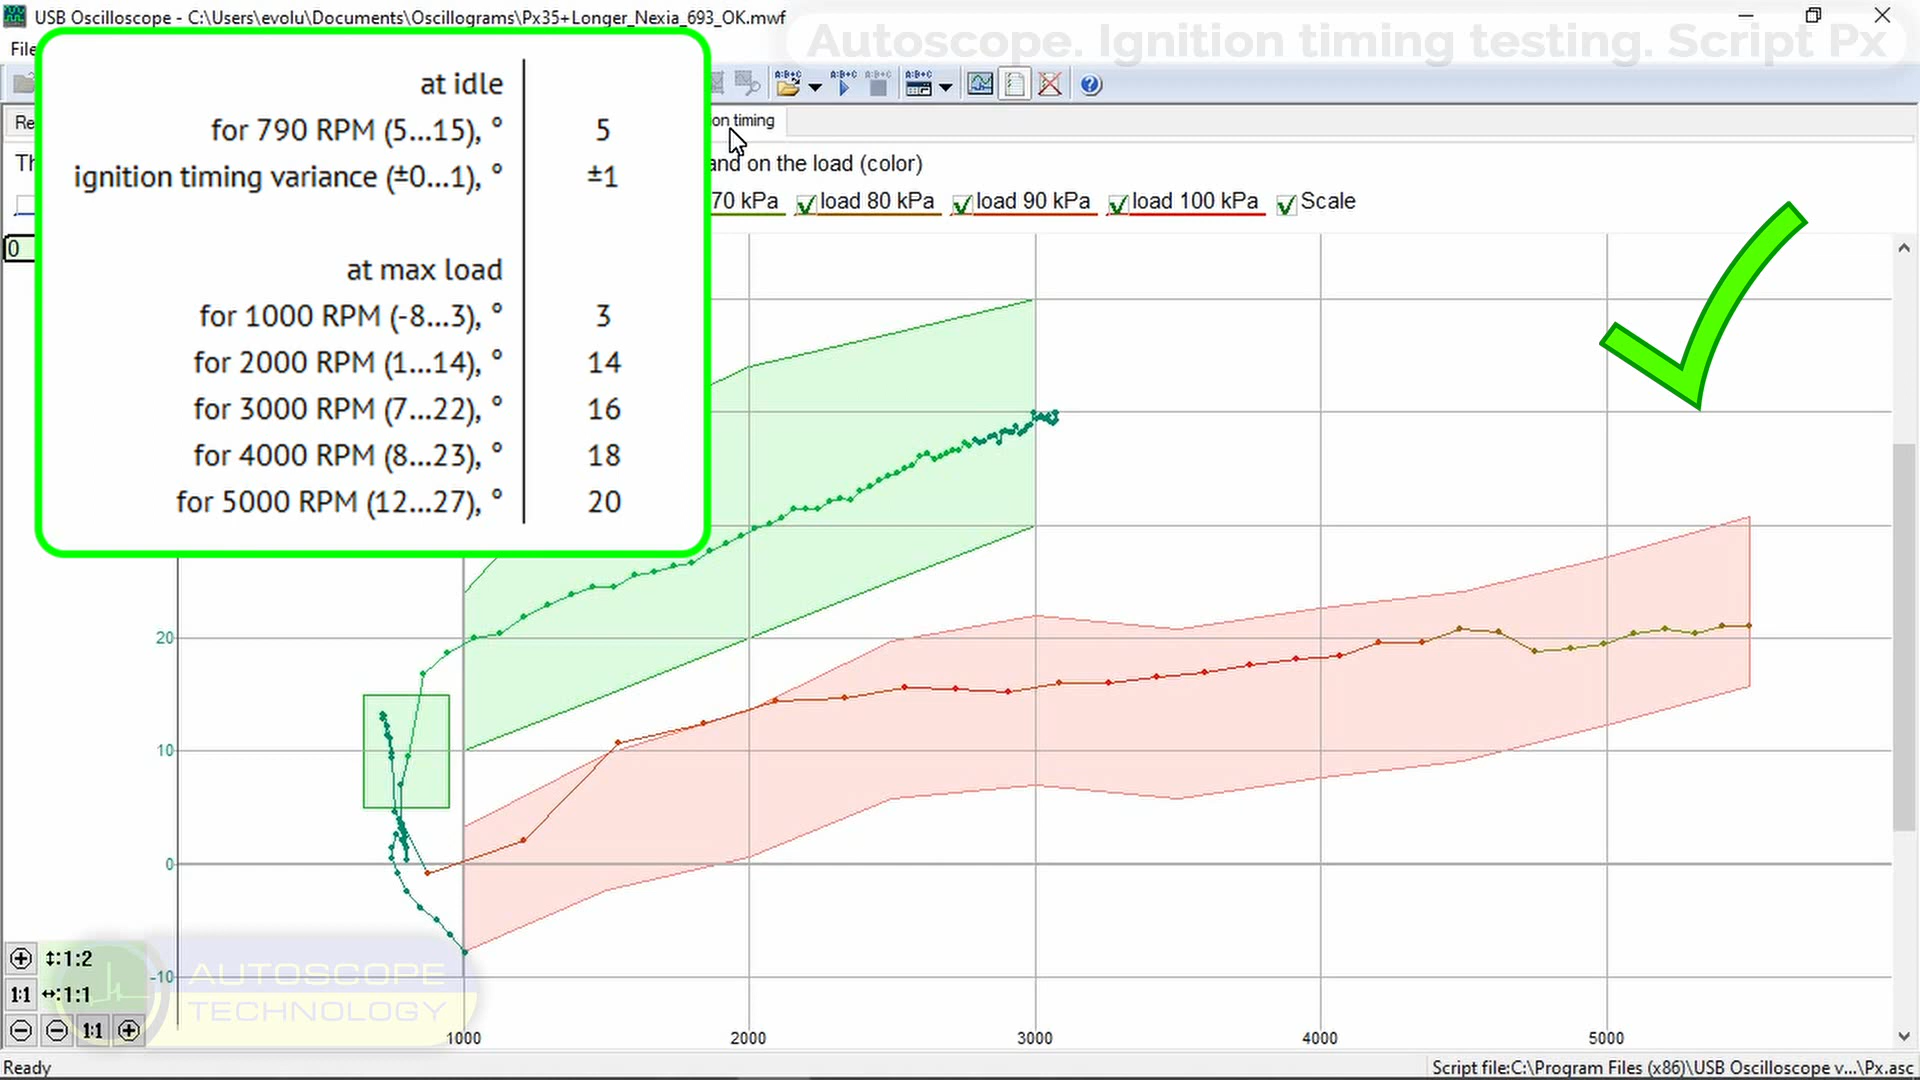 USB Oscilloscope - C:\Users\evolu\Documents\Oscillograms\Px35+Longer_Nexia_693_OK.mwf
Autoscope. Ignition timing testing. Script Px
File
at idle
for 790 RPM (5...15), ° 5
ignition timing variance (±0...1), ° ±1
at max load
for 1000 RPM (-8...3), ° 3
for 2000 RPM (1...14), ° 14
for 3000 RPM (7...22), ° 16
for 4000 RPM (8...23), ° 18
for 5000 RPM (12...27), ° 20
A:B+C A:B+C A:B+C A:B+C
Re
on timing
Th
and on the load (color)
70 kPa load 80 kPa load 90 kPa load 100 kPa Scale
0
20
10
0
-10
1000 2000 3000 4000 5000
↕:1:2
1:1 ↔:1:1
1:1
AUTOSCOPE
TECHNOLOGY
Ready
Script file:C:\Program Files (x86)\USB Oscilloscope v...\Px.asc